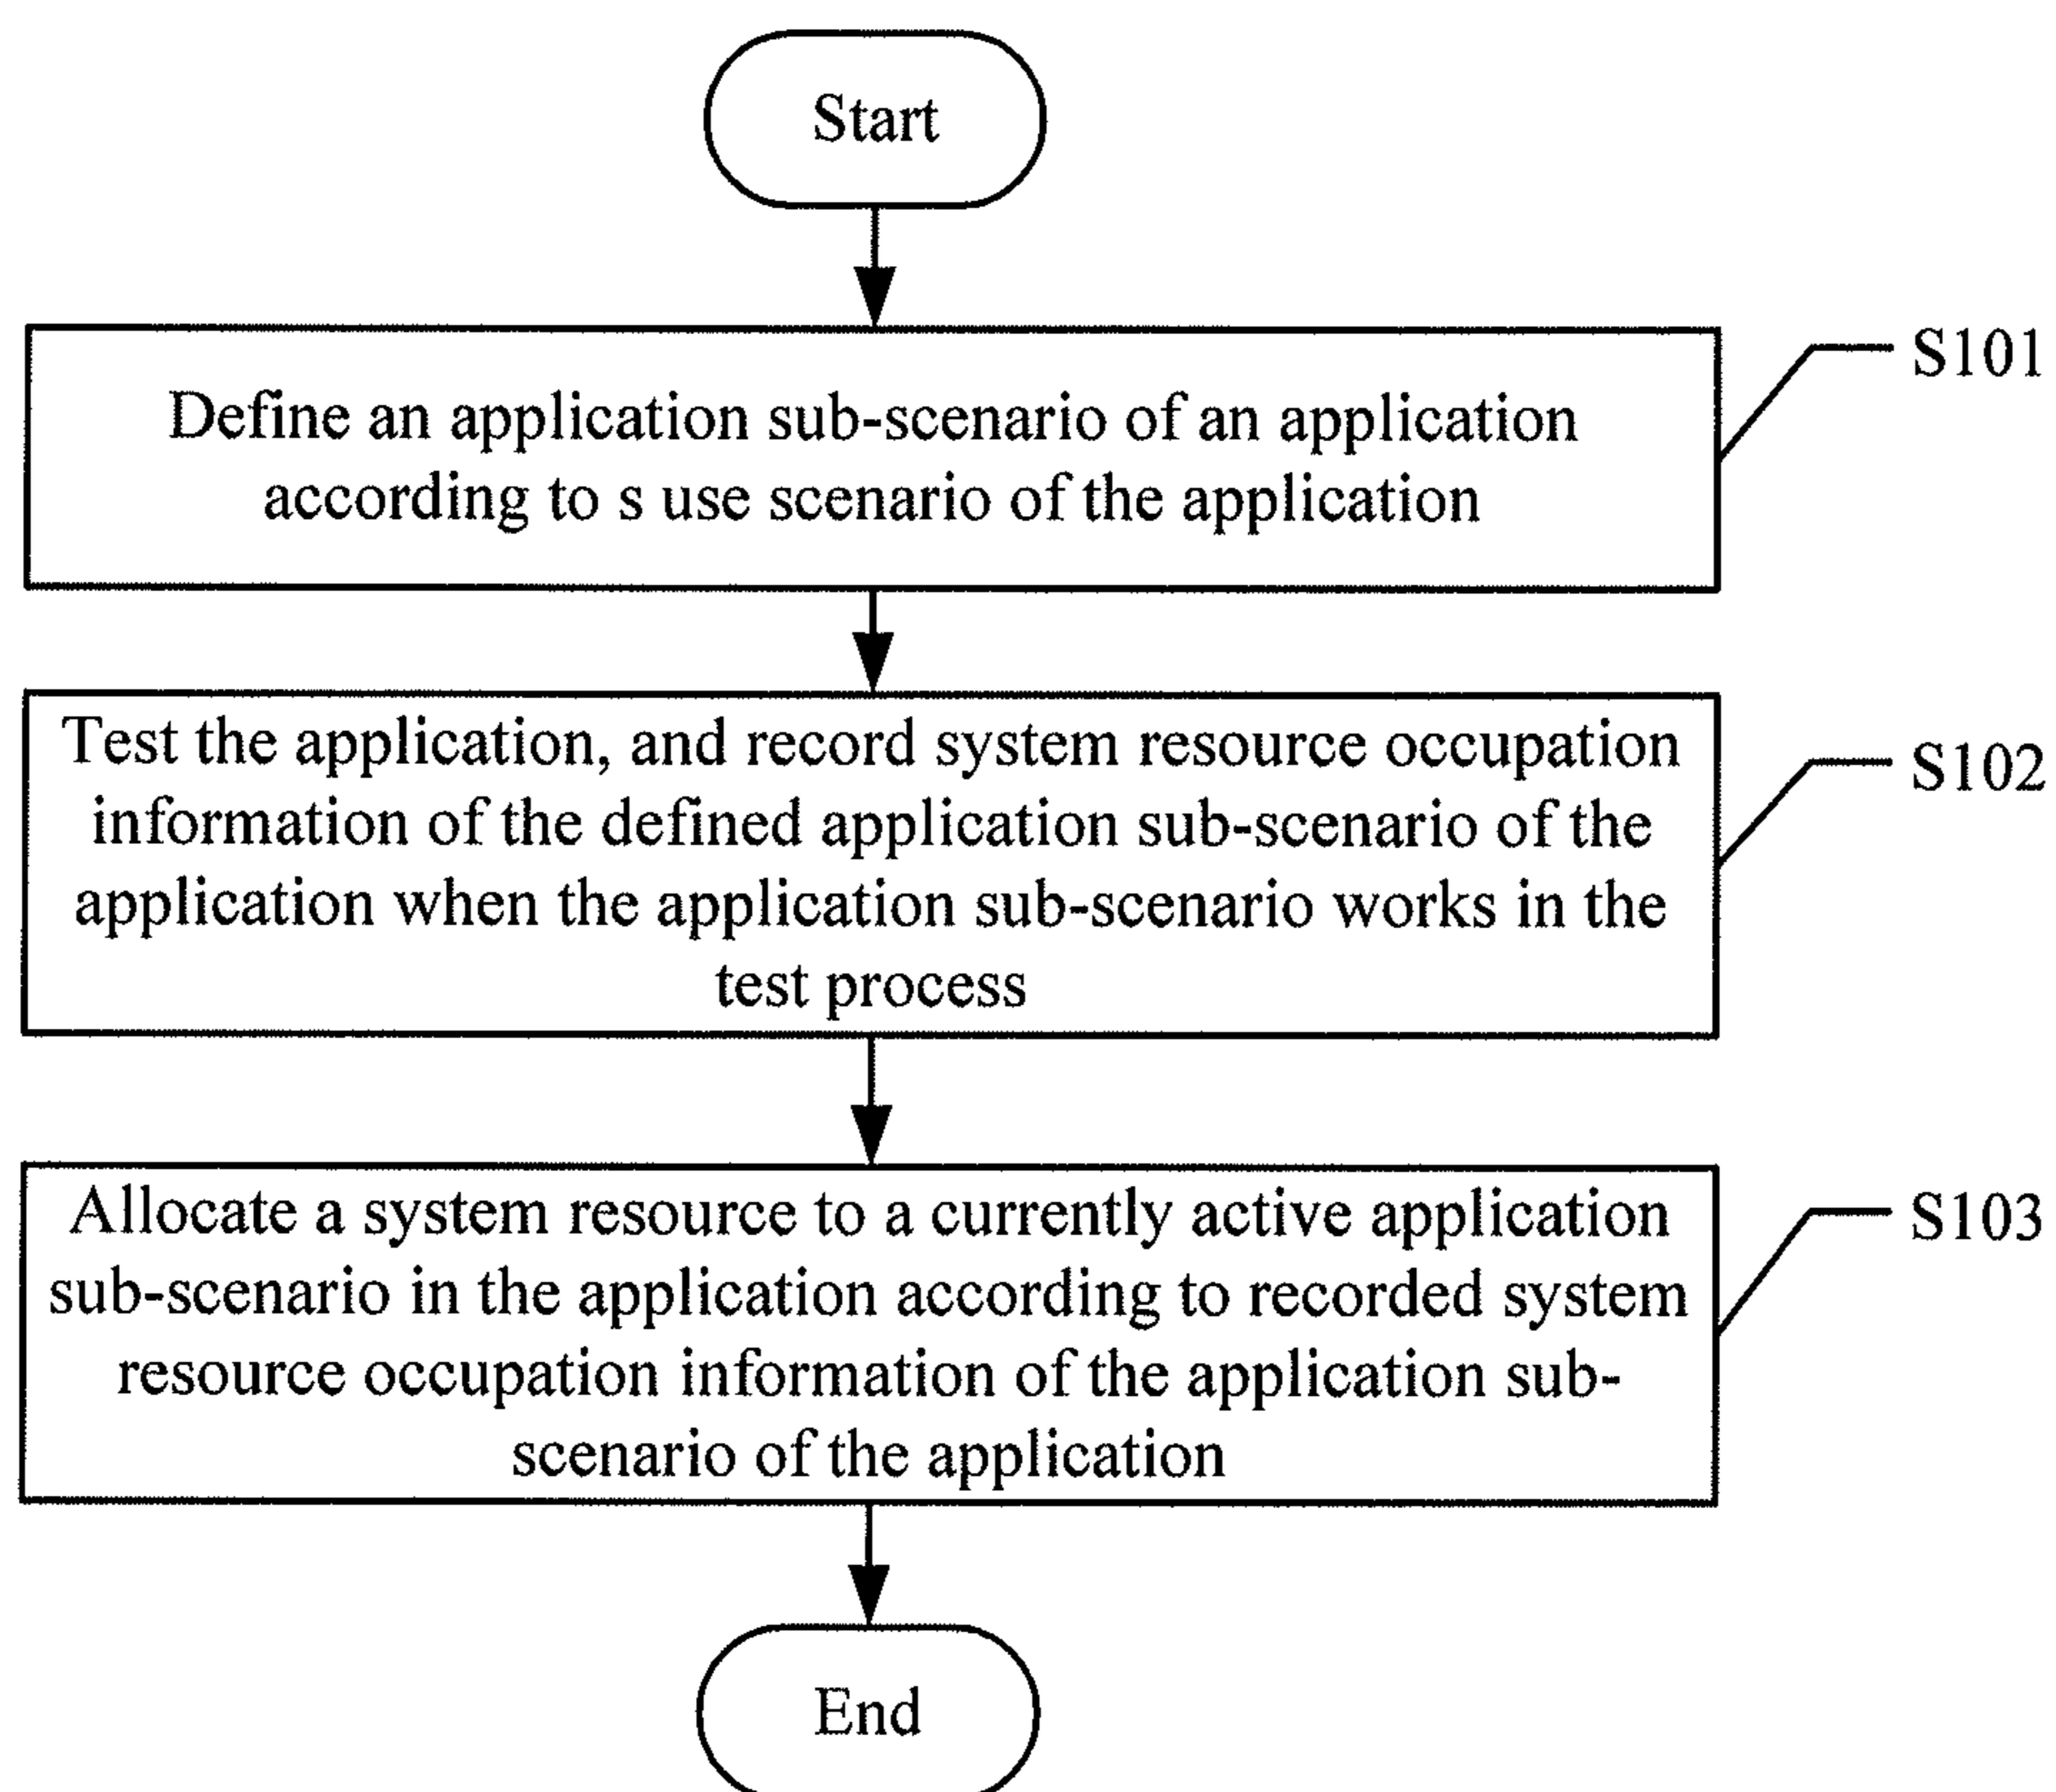 Start
S101
Define an application sub-scenario of an application
according to s use scenario of the application
S102
Test the application, and record system resource occupation
information of the defined application sub-scenario of the
application when the application sub-scenario works in the
test process
S103
Allocate a system resource to a currently active application
sub-scenario in the application according to recorded system
resource occupation information of the application sub-
scenario of the application
End